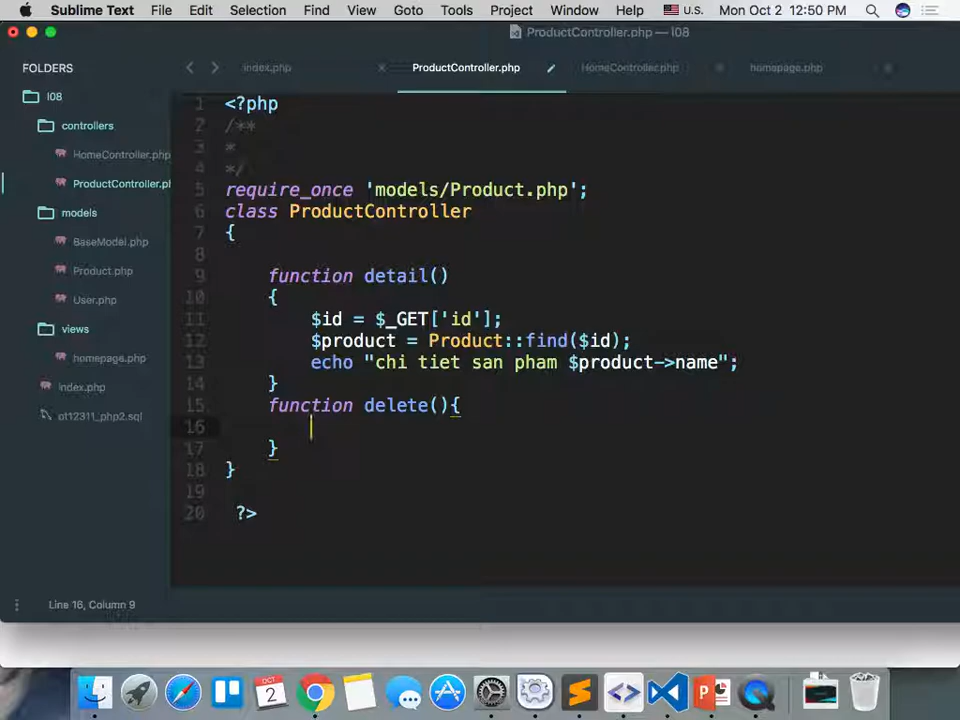 Sublime Text File Edit Selection Find View Goto Tools Project Window Help U.S. Mon Oct 2 12:50 PM
ProductController.php — l08
FOLDERS
index.php ProductController.php HomeController.php homepage.php
l08
controllers
HomeController.php
ProductController.pl
models
BaseModel.php
Product.php
User.php
views
homepage.php
index.php
pt12311_php2.sql
1 <?php
2 /**
3 *
4 */
5 require_once 'models/Product.php';
6 class ProductController
7 {
8
9 function detail()
10 {
11 $id = $_GET['id'];
12 $product = Product::find($id);
13 echo "chi tiet san pham $product->name";
14 }
15 function delete(){
16
17 }
18 }
19
20 ?>
Line 16, Column 9
2